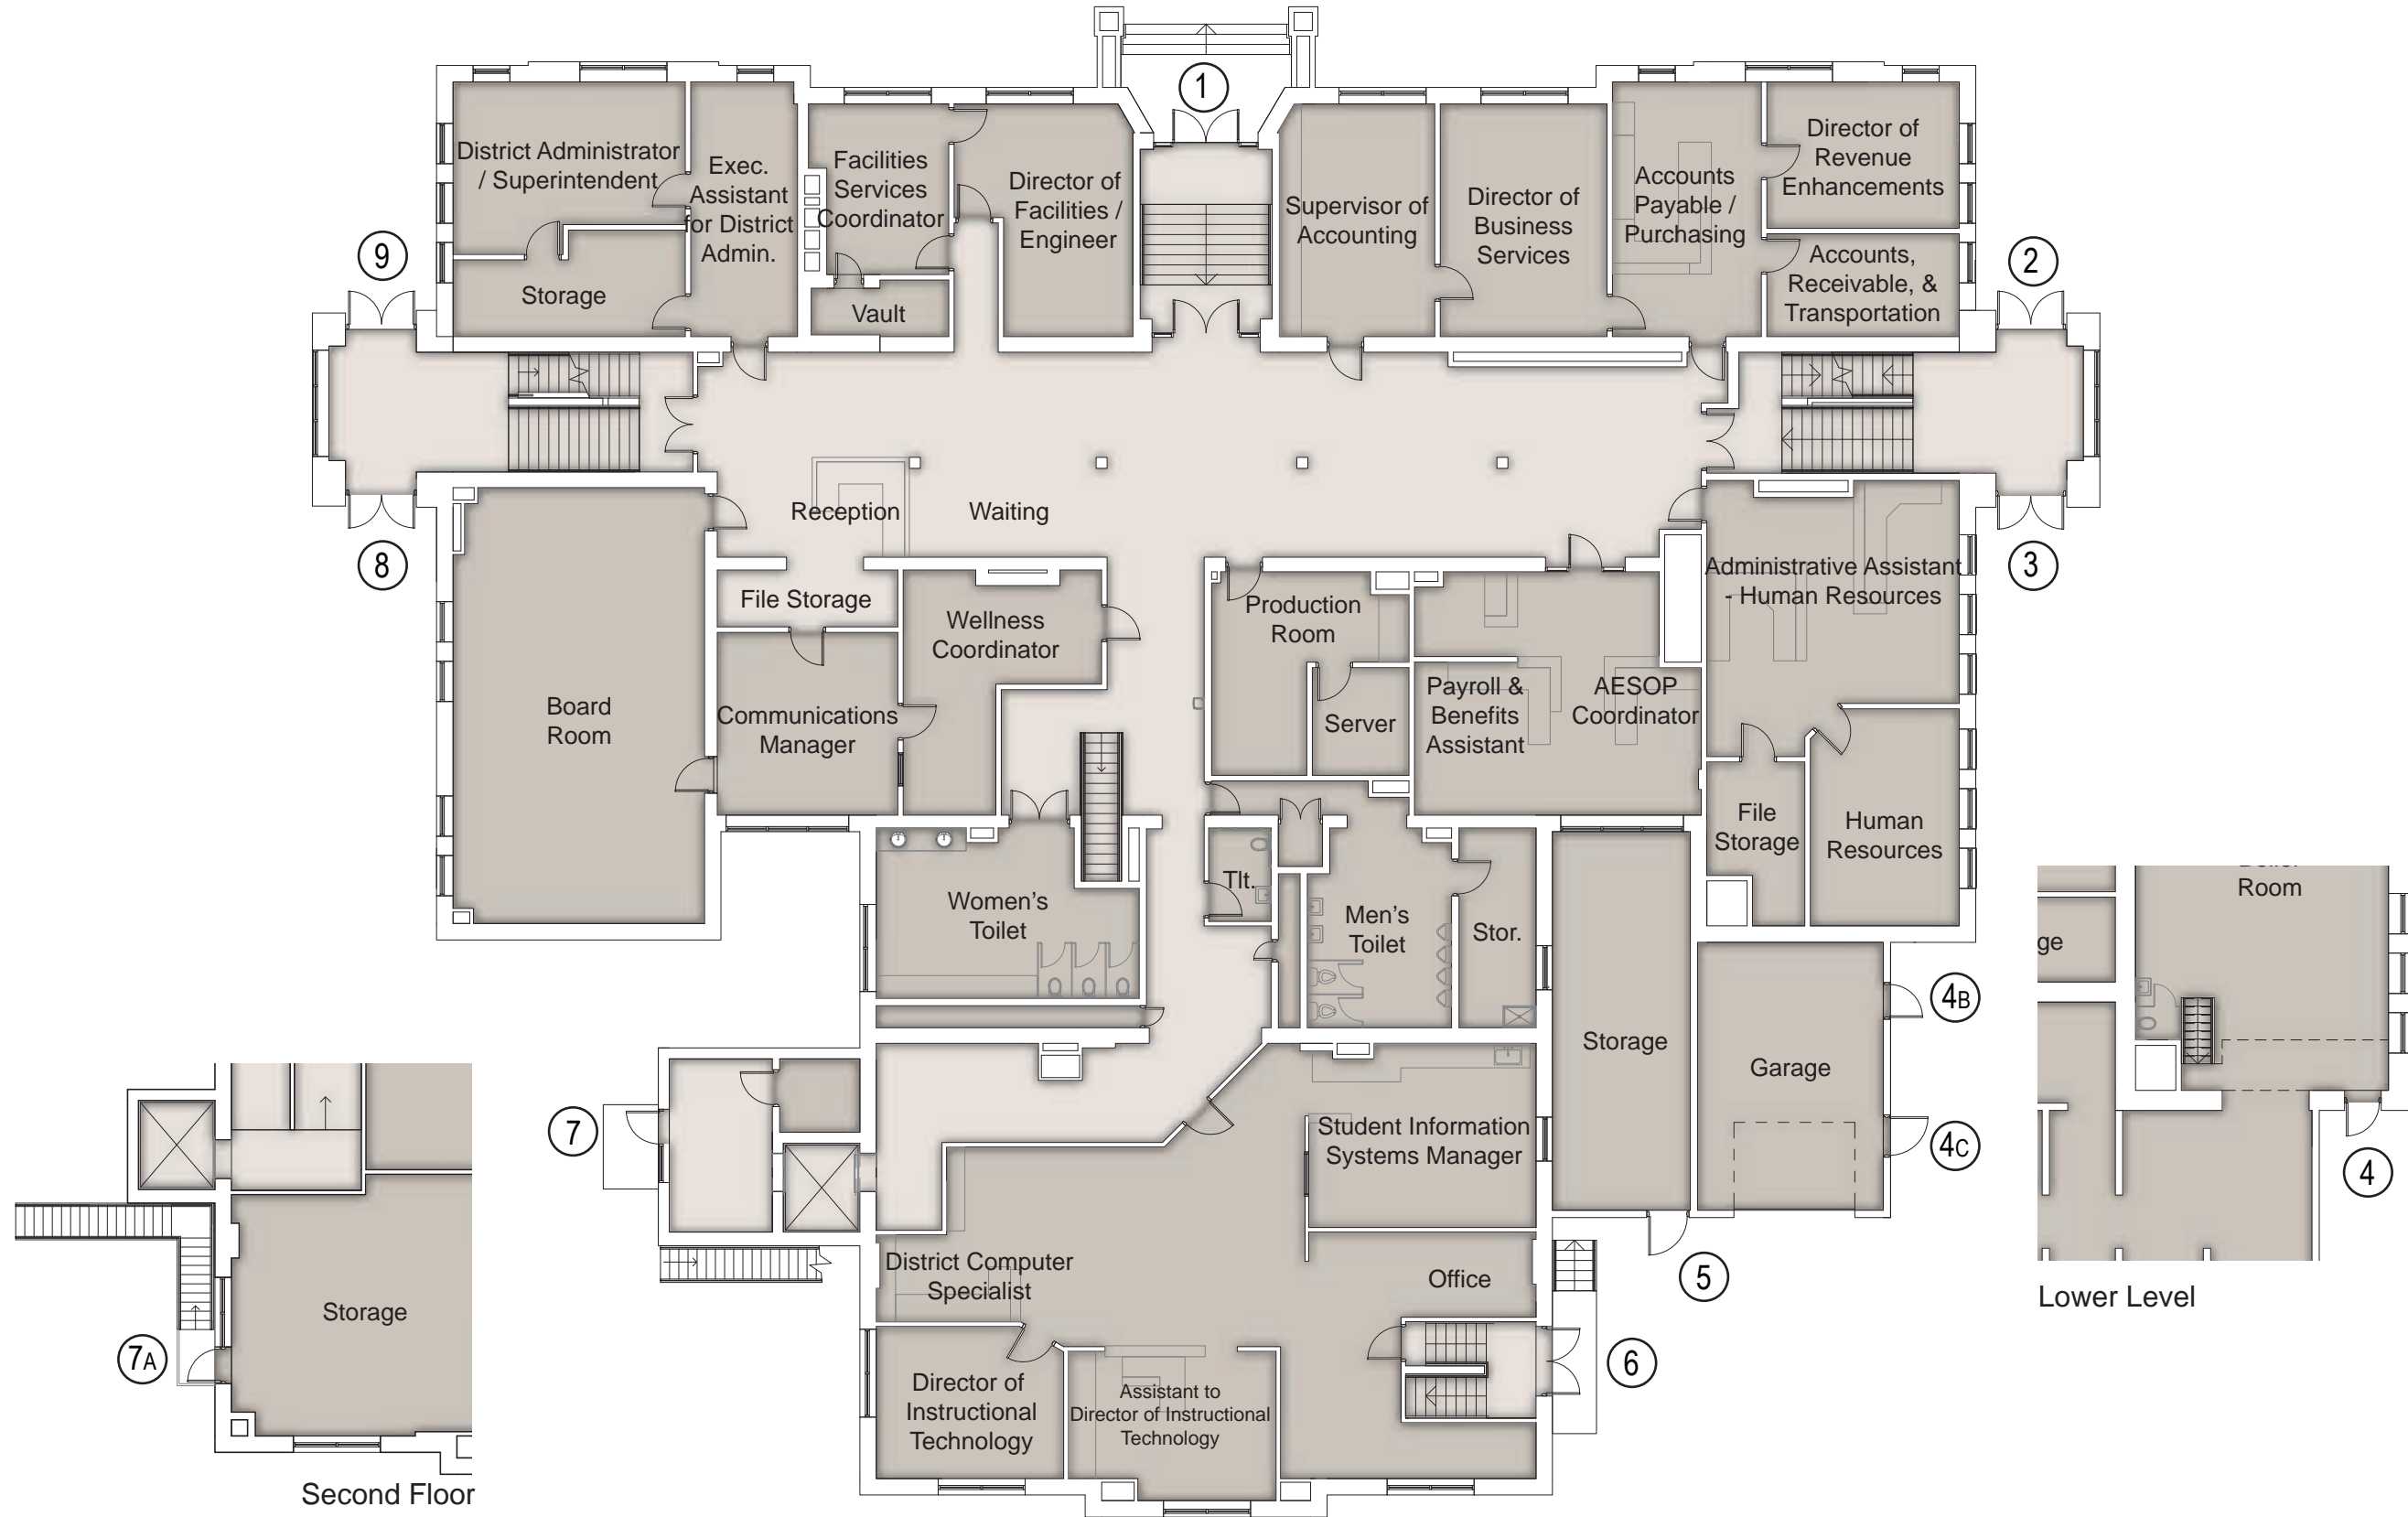 1
District Administrator
/ Superintendent
Exec.
Assistant
for District
Admin.
Facilities
Services
Coordinator
Director of
Facilities /
Engineer
Supervisor of
Accounting
Director of
Business
Services
Accounts
Payable /
Purchasing
Director of
Revenue
Enhancements
Accounts,
Receivable, &
Transportation
Storage
Vault
9
2
8
3
Reception
Waiting
File Storage
Wellness
Coordinator
Production
Room
Server
Payroll &
Benefits
Assistant
AESOP
Coordinator
Administrative Assistant
- Human Resources
Board
Room
Communications
Manager
File
Storage
Human
Resources
Women's
Toilet
Tlt.
Men's
Toilet
Stor.
Storage
Garage
4B
4C
Room
ge
4
Lower Level
7
Student Information
Systems Manager
District Computer
Specialist
Office
5
6
Director of
Instructional
Technology
Assistant to
Director of Instructional
Technology
Storage
7A
Second Floor